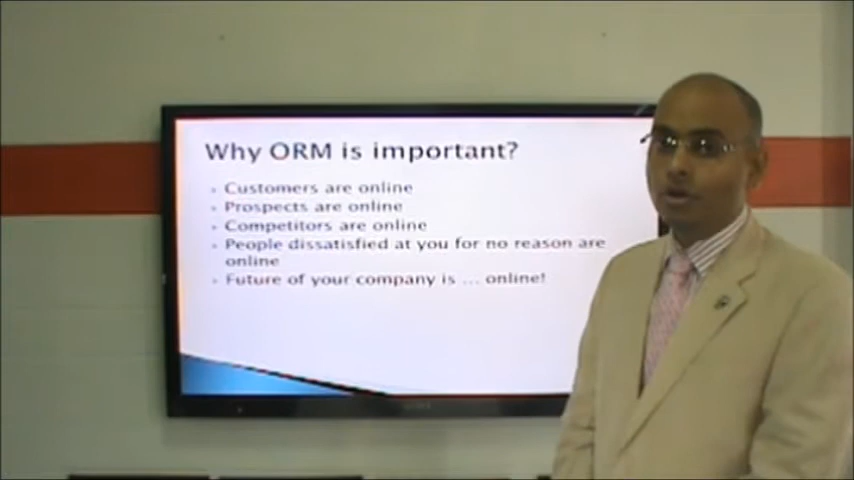 Why ORM is important?
Customers are online
Prospects are online
Competitors are online
People dissatisfied at you for no reason are
online
Future of your company is ... online!